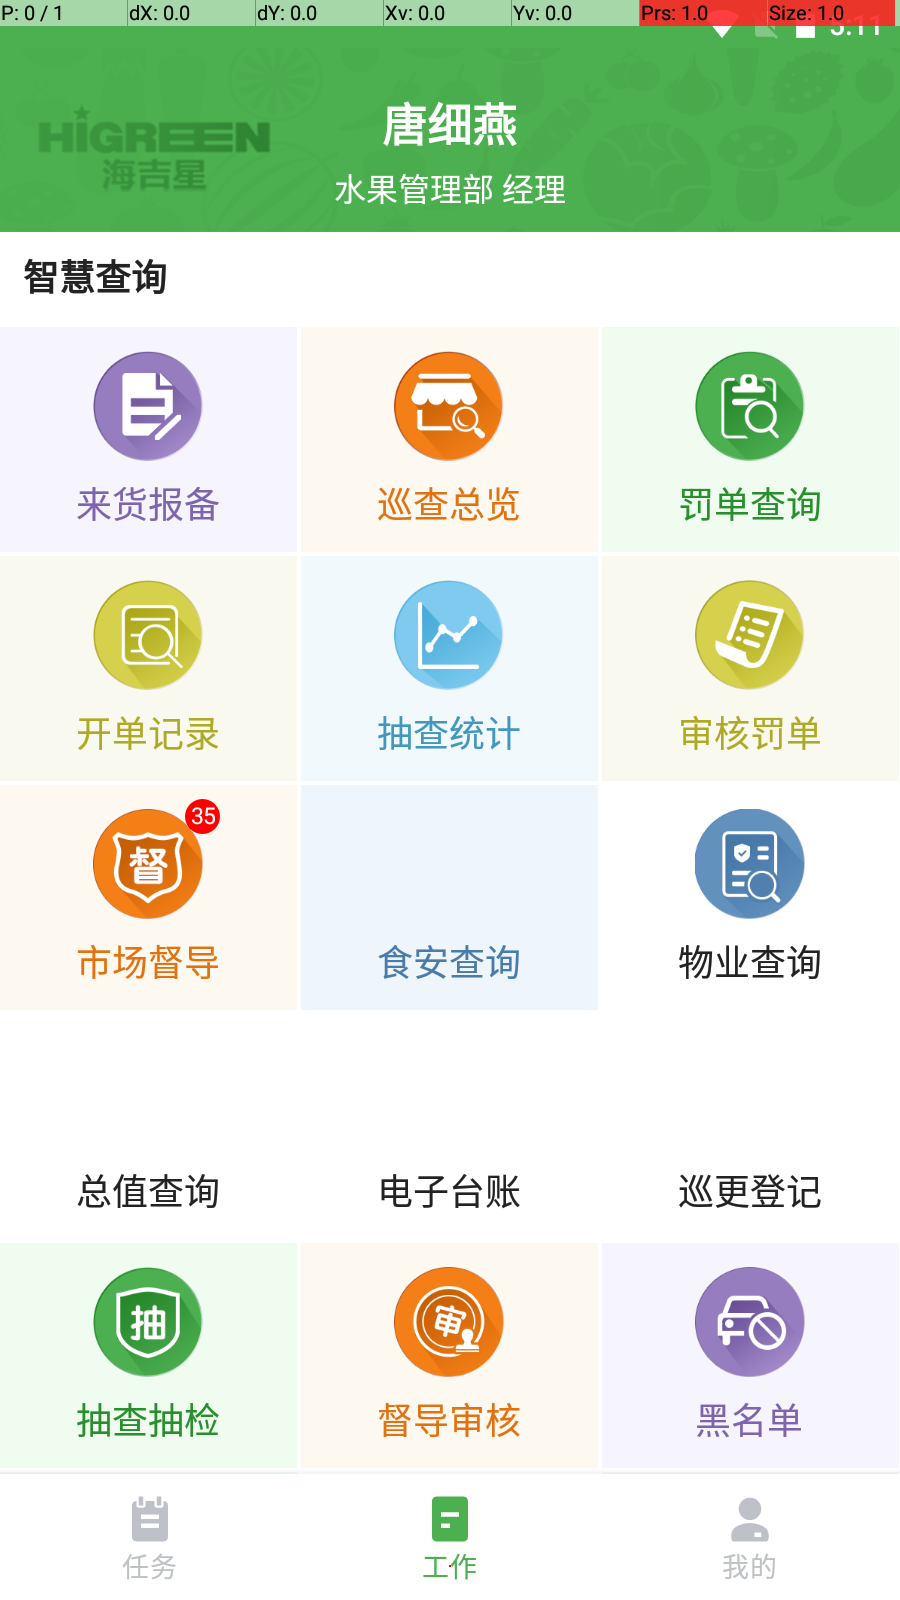 P: 0 / 1 dX: 0.0 dY: 0.0 Xv: 0.0 Yv: 0.0 Prs: 1.0 Size: 1.0
5:11
HiGREEN
海吉星
唐细燕
水果管理部 经理
智慧查询
来货报备 巡查总览 罚单查询
开单记录 抽查统计 审核罚单
35
督
市场督导 食安查询 物业查询
总值查询 电子台账 巡更登记
抽 审
抽查抽检 督导审核 黑名单
任务 工作 我的